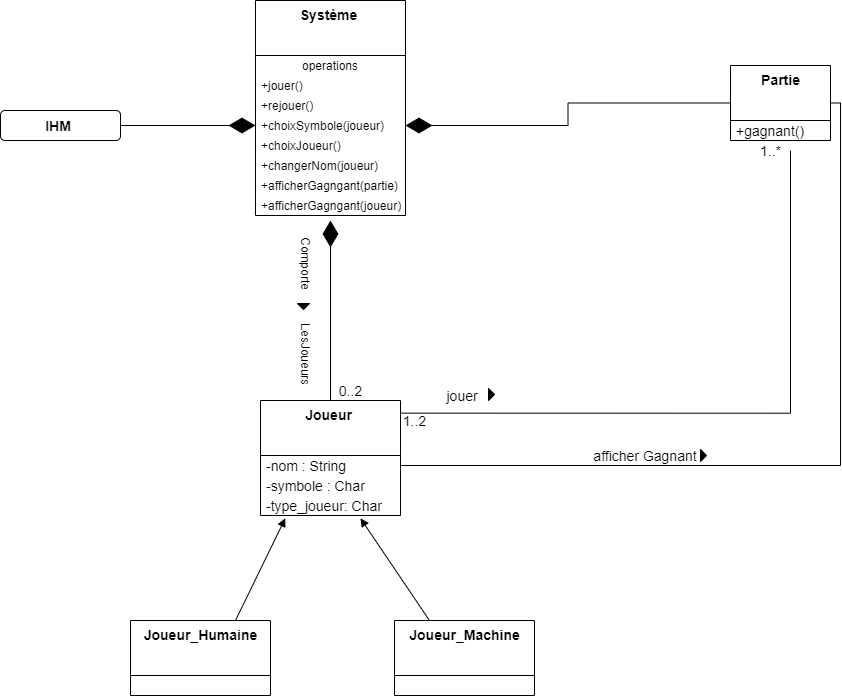 Système
operations
+jouer()
+rejouer()
+choixSymbole(joueur)
+choixJoueur()
+changerNom(joueur)
+afficherGagngant(partie)
+afficherGagngant(joueur)
IHM
Partie
+gagnant()
1..*
Comporte
LesJoueurs
0..2
jouer
1..2
Joueur
-nom : String
-symbole : Char
-type_joueur: Char
afficher Gagnant
Joueur_Humaine
Joueur_Machine